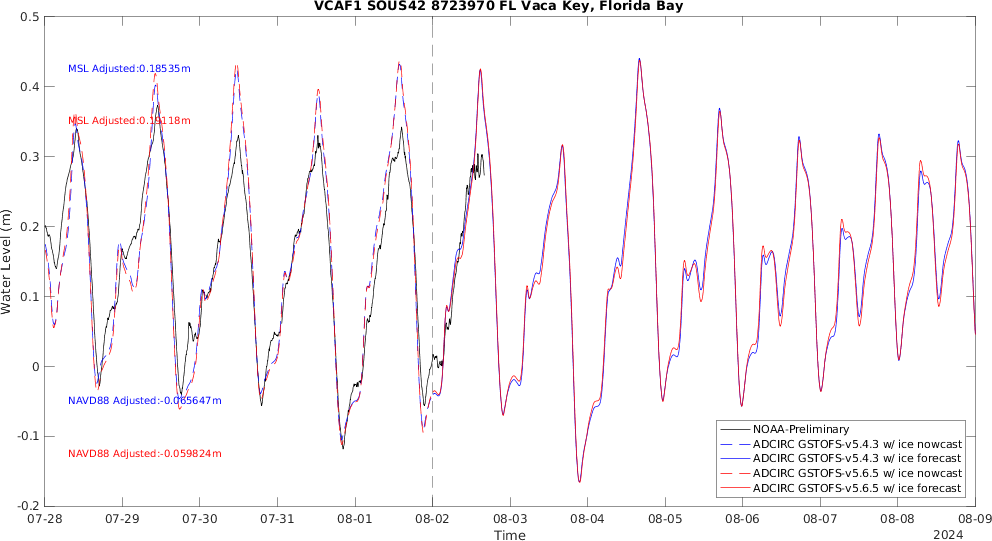 VCAF1 SOUS42 8723970 FL Vaca Key, Florida Bay
0.5
0.4
0.3
0.2
0.1
0
-0.1
-0.2
Water Level (m)
MSL Adjusted:0.18535m
MSL Adjusted:0.19118m
NAVD88 Adjusted:-0.065647m
NAVD88 Adjusted:-0.059824m
NOAA-Preliminary
ADCIRC GSTOFS-v5.4.3 w/ ice nowcast
ADCIRC GSTOFS-v5.4.3 w/ ice forecast
ADCIRC GSTOFS-v5.6.5 w/ ice nowcast
ADCIRC GSTOFS-v5.6.5 w/ ice forecast
07-28 07-29 07-30 07-31 08-01 08-02 08-03 08-04 08-05 08-06 08-07 08-08 08-09
Time
2024